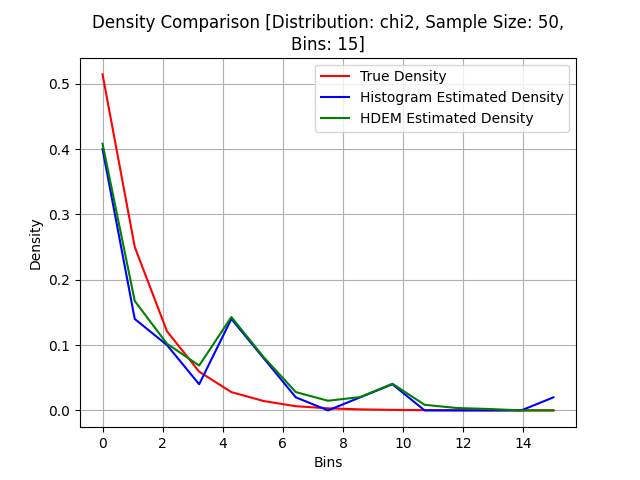 Density Comparison [Distribution: chi2, Sample Size: 50,
Bins: 15]
True Density
Histogram Estimated Density
HDEM Estimated Density
Density
0.5
0.4
0.3
0.2
0.1
0.0
0 2 4 6 8 10 12 14
Bins